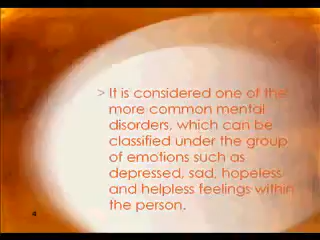 > It is considered one of the
more common mental
disorders, which can be
classified under the group
of emotions such as
depressed, sad, hopeless
and helpless feelings within
the person.
4